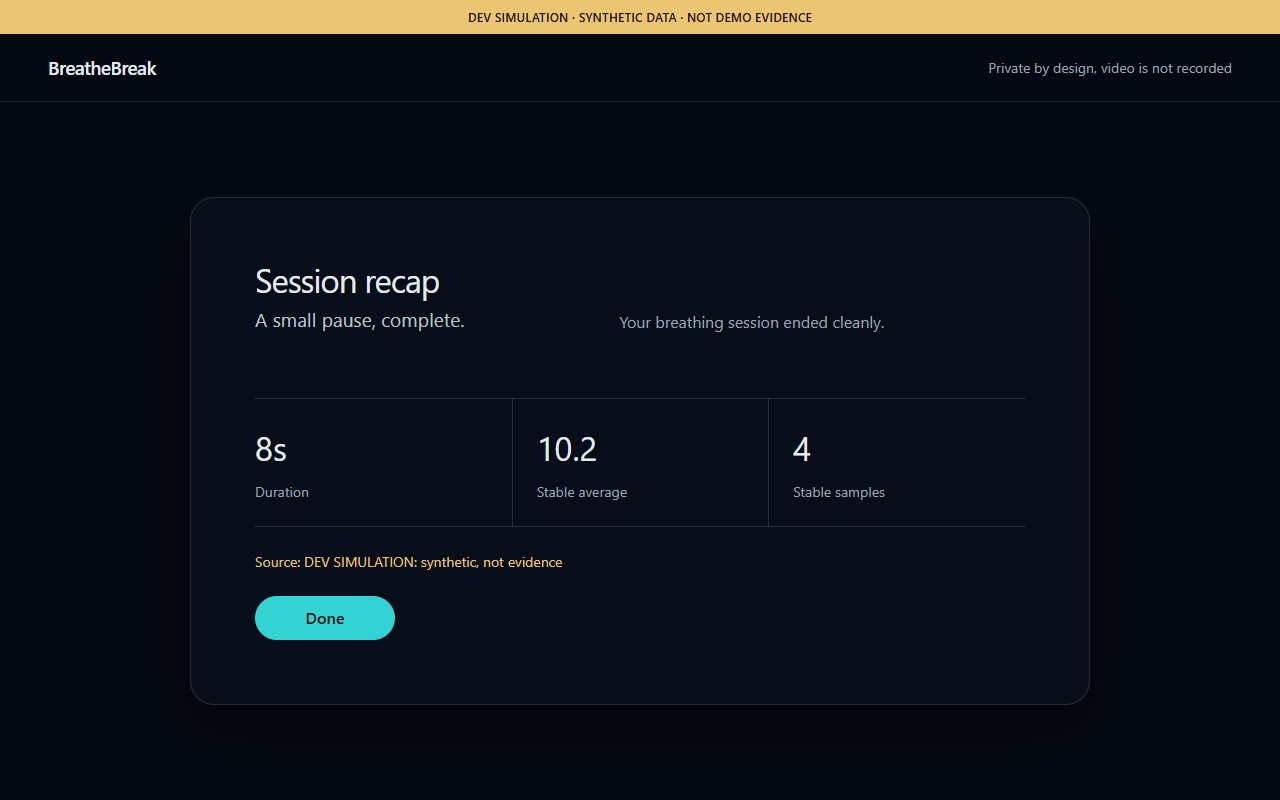 DEV SIMULATION · SYNTHETIC DATA · NOT DEMO EVIDENCE
BreatheBreak
Private by design, video is not recorded
Session recap
A small pause, complete.
Your breathing session ended cleanly.
8s
Duration
10.2
Stable average
4
Stable samples
Source: DEV SIMULATION: synthetic, not evidence
Done